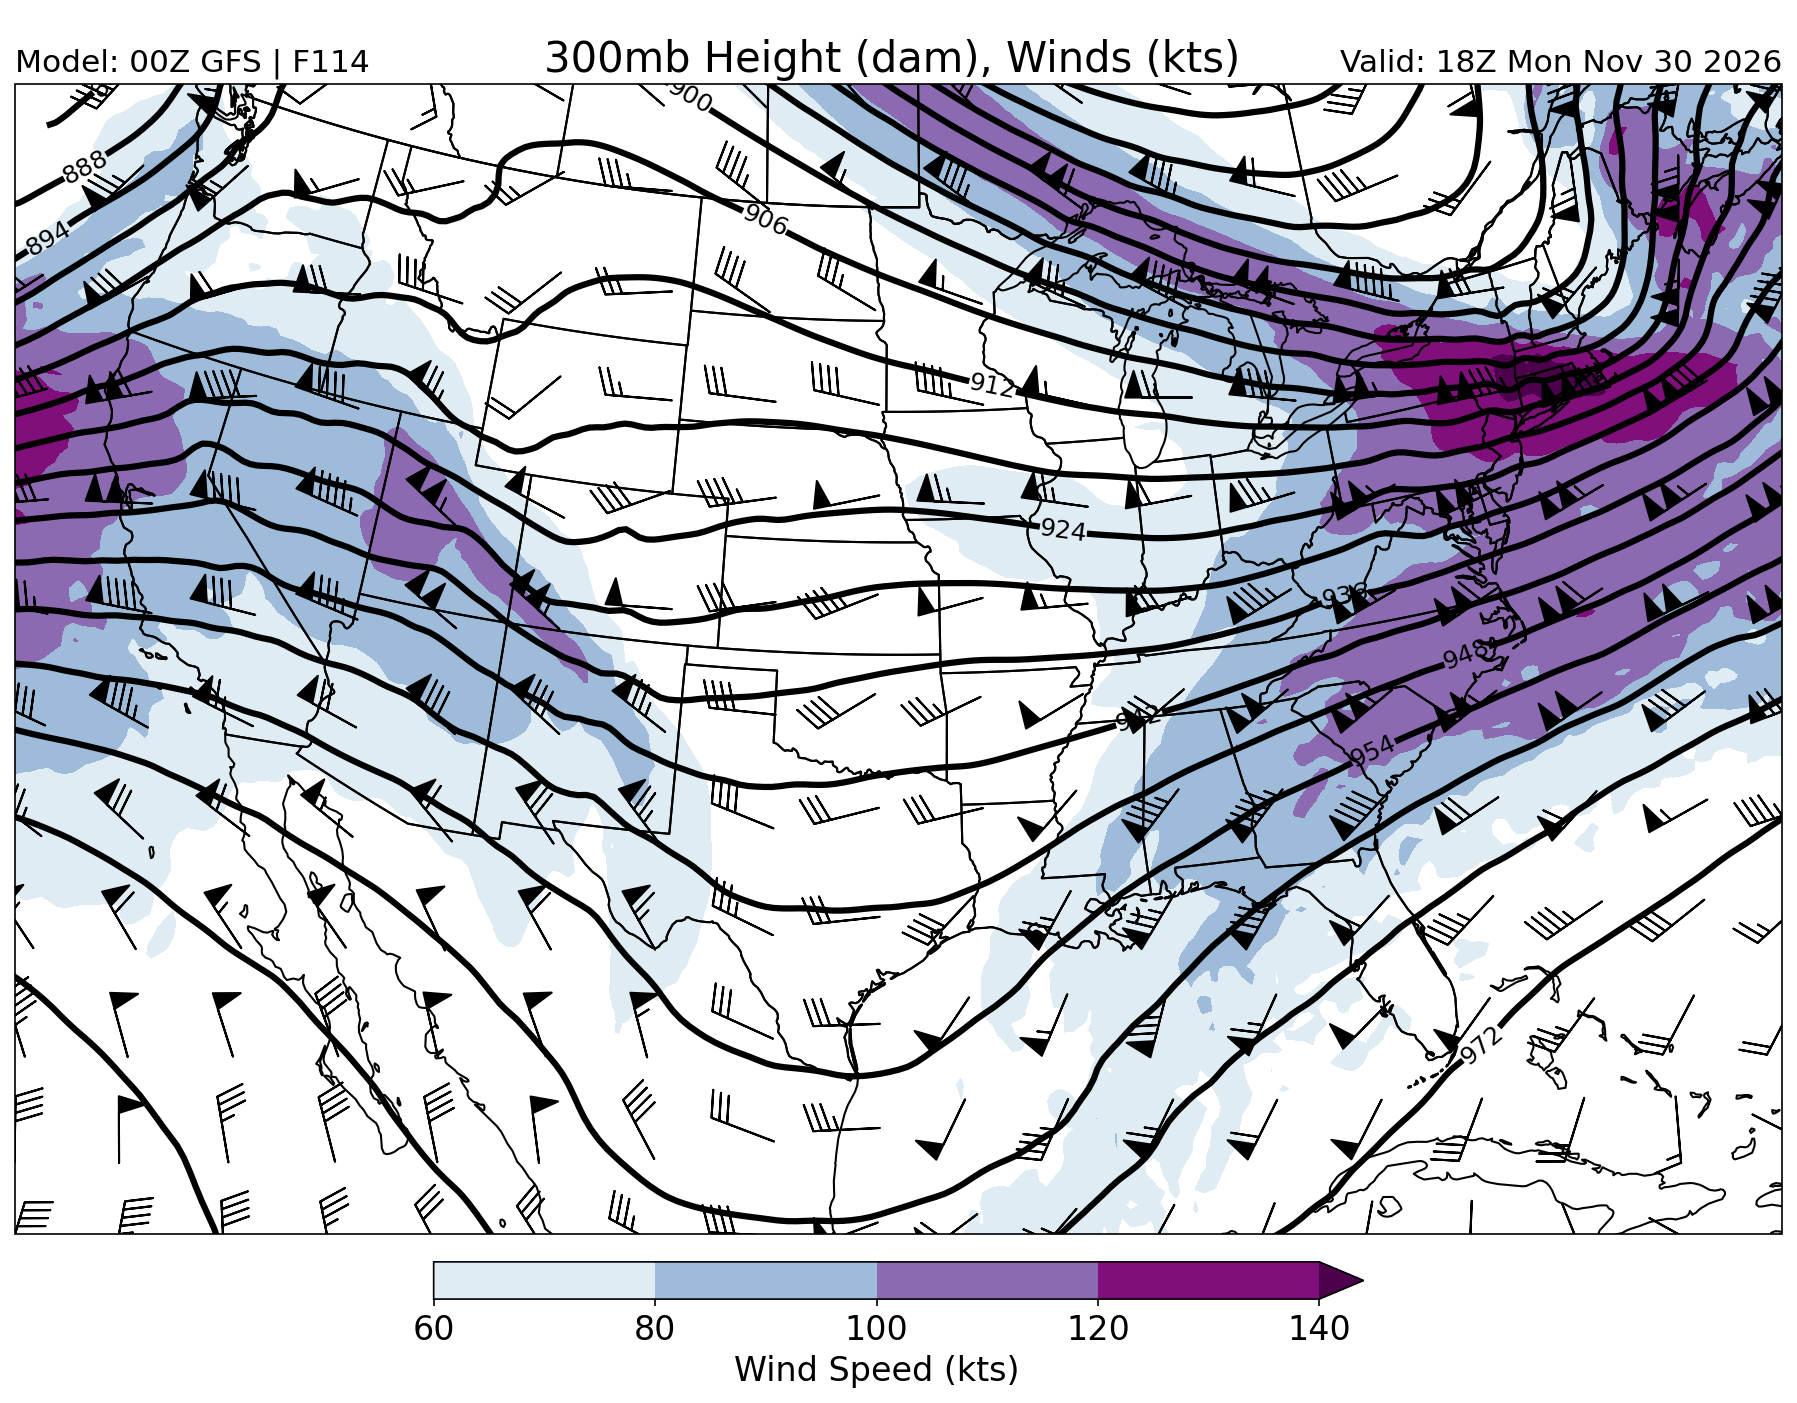 Model: 00Z GFS | F114
300mb Height (dam), Winds (kts)
Valid: 18Z Mon Nov 30 2026
900
888
894
906
912
924
936
948
942
954
972
60 80 100 120 140
Wind Speed (kts)